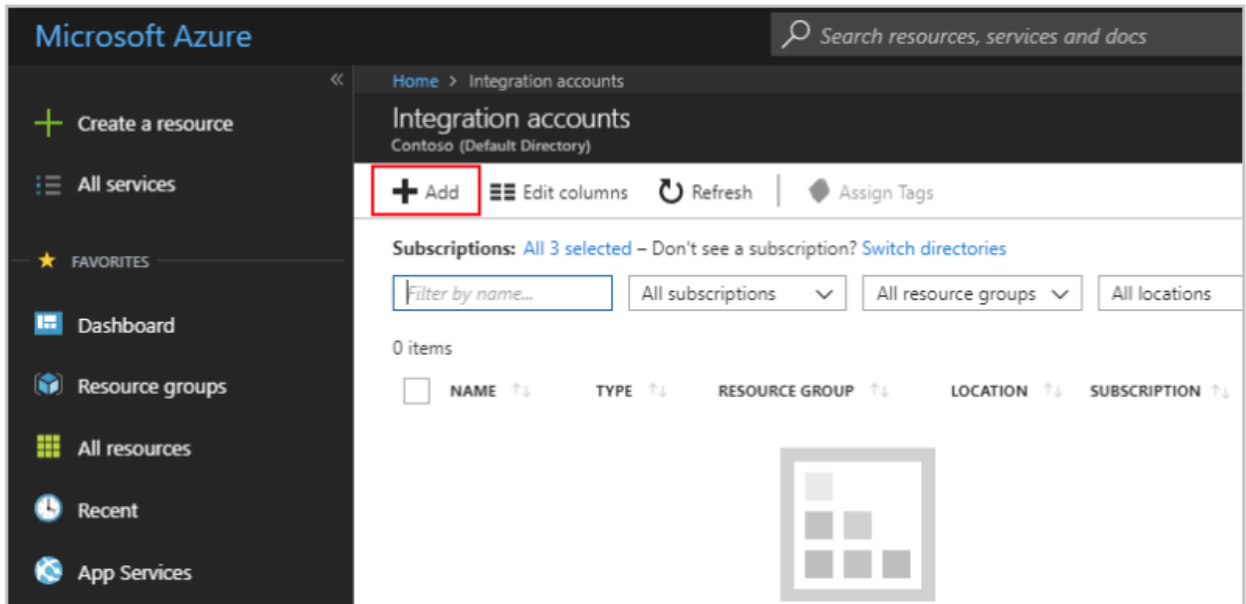 Microsoft Azure
Search resources, services and docs
«
Create a resource
All services
FAVORITES
Dashboard
Resource groups
All resources
Recent
App Services
Home > Integration accounts
Integration accounts
Contoso (Default Directory)
Add Edit columns Refresh Assign Tags
Subscriptions: All 3 selected – Don't see a subscription? Switch directories
Filter by name... All subscriptions All resource groups All locations
0 items
NAME TYPE RESOURCE GROUP LOCATION SUBSCRIPTION